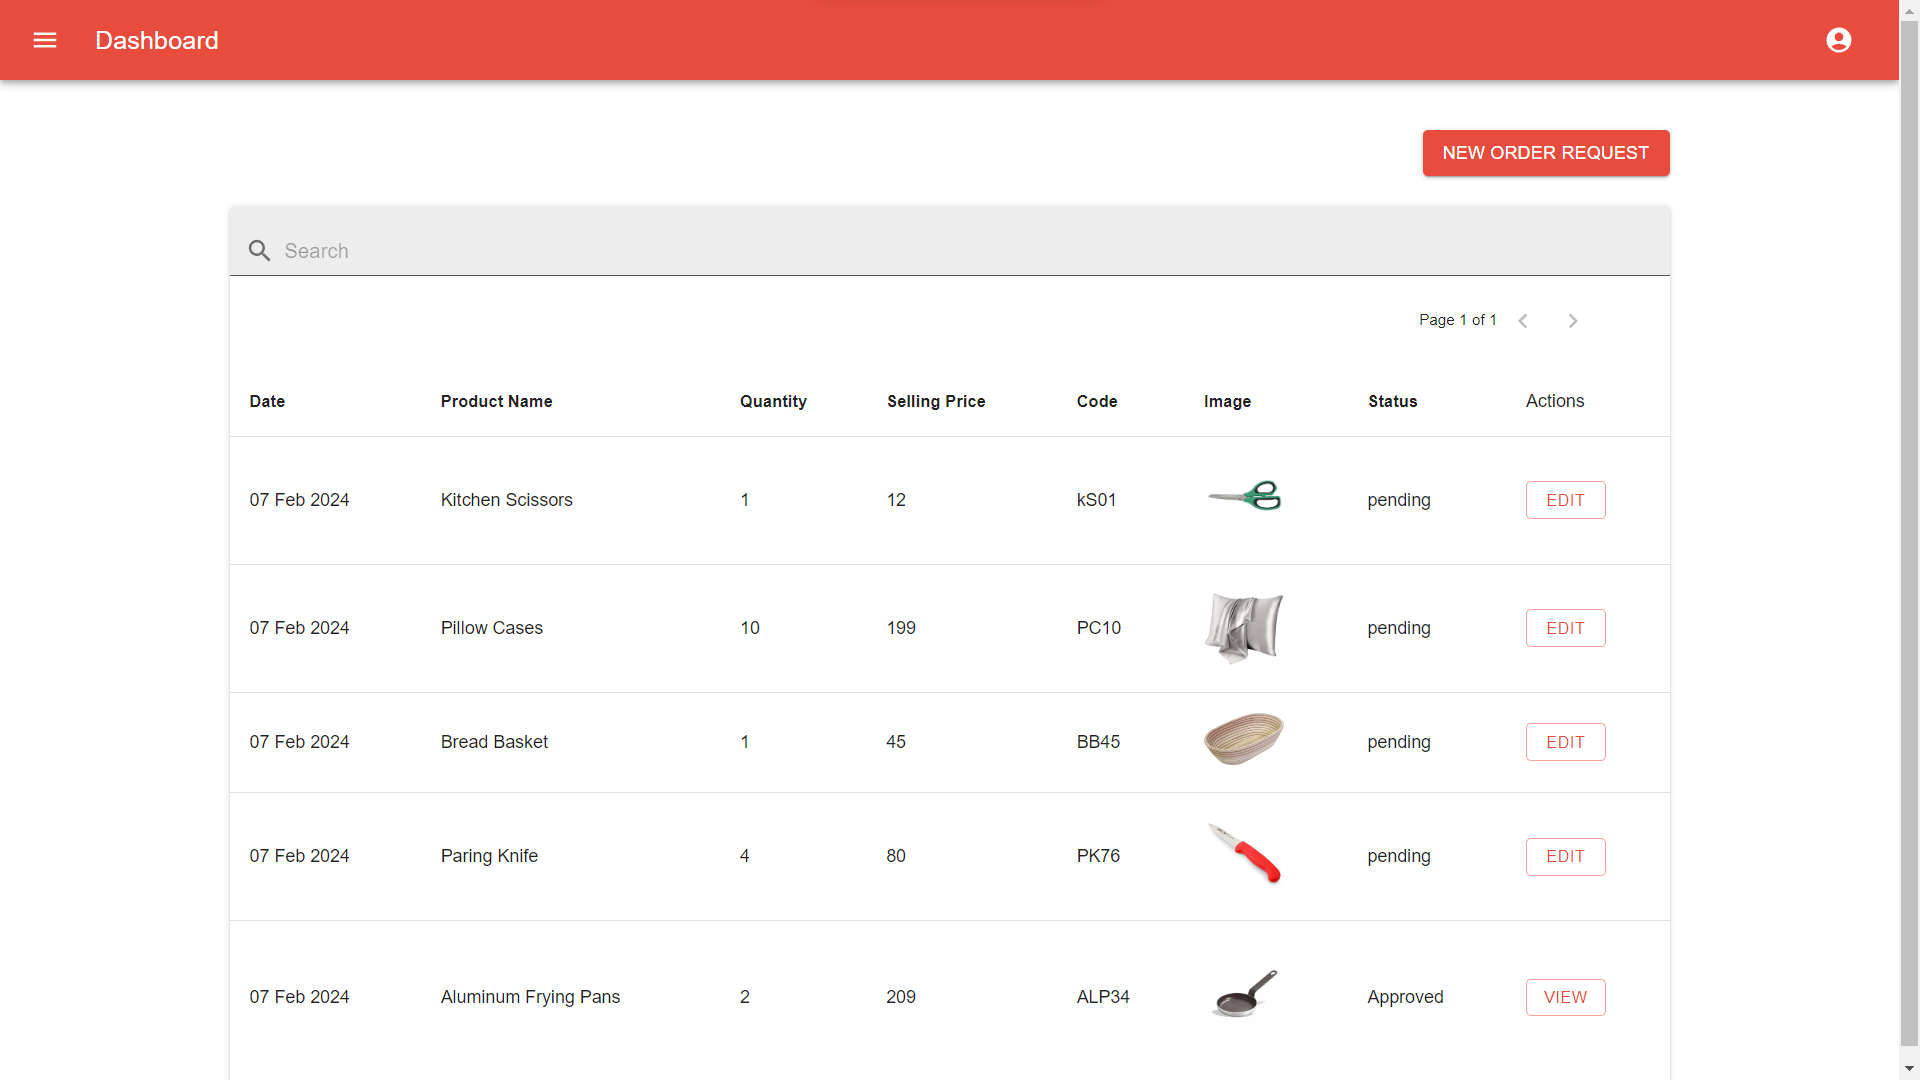 Dashboard
NEW ORDER REQUEST
Search
Page 1 of 1
Date Product Name Quantity Selling Price Code Image Status Actions
07 Feb 2024 Kitchen Scissors 1 12 kS01 pending EDIT
07 Feb 2024 Pillow Cases 10 199 PC10 pending EDIT
07 Feb 2024 Bread Basket 1 45 BB45 pending EDIT
07 Feb 2024 Paring Knife 4 80 PK76 pending EDIT
07 Feb 2024 Aluminum Frying Pans 2 209 ALP34 Approved VIEW